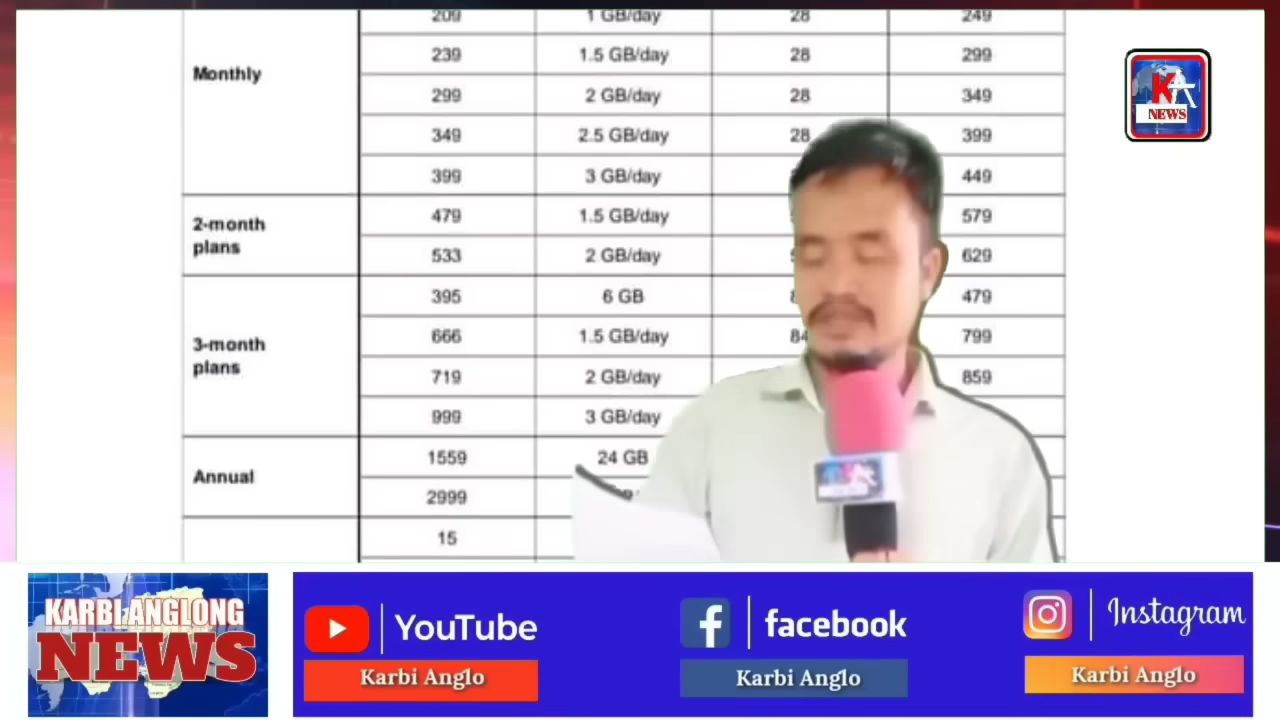 209 1 GB/day 28 249
Monthly 239 1.5 GB/day 28 299
299 2 GB/day 28 349
349 2.5 GB/day 28 399
399 3 GB/day 449
2-month plans 479 1.5 GB/day 579
533 2 GB/day 629
395 6 GB 479
3-month plans 666 1.5 GB/day 84 799
719 2 GB/day 859
999 3 GB/day
Annual 1559 24 GB
2999
15
KA
NEWS
KARBI ANGLONG
NEWS
YouTube
Karbi Anglo
facebook
Karbi Anglo
Instagram
Karbi Anglo